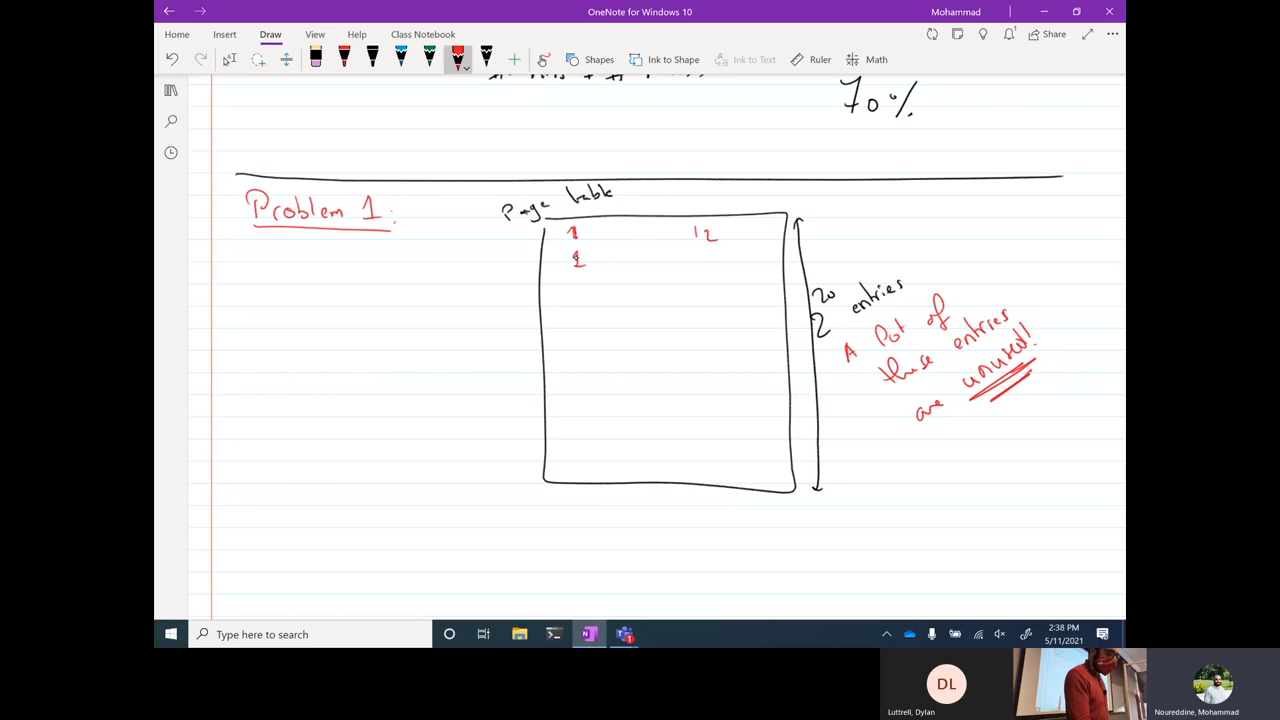 OneNote for Windows 10
Mohammad
Home Insert Draw View Help Class Notebook
Share
Shapes Ink to Shape Ink to Text Ruler Math
70%
Problem 1:
Page table
1 12
1
20
2 entries
A lot of
these entries
are unused!
Type here to search
2:38 PM
5/11/2021
DL
Luttrell, Dylan
Noureddine, Mohammad